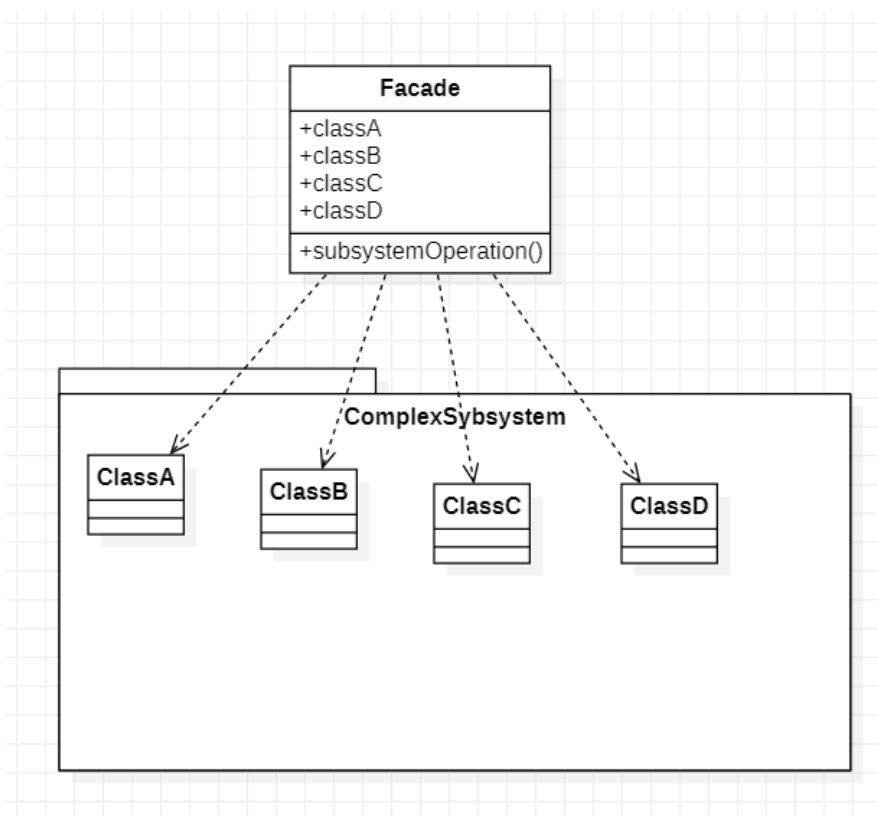 Facade
+classA
+classB
+classC
+classD
+subsystemOperation()
ComplexSybsystem
ClassA
ClassB
ClassC
ClassD